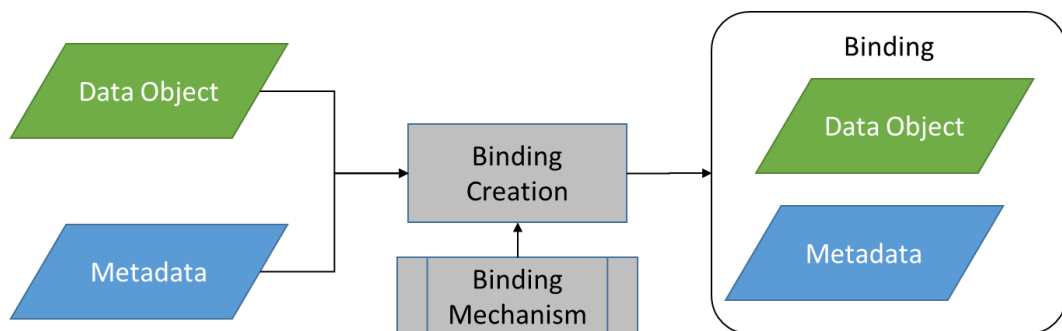 Data Object
Metadata
Binding
Creation
Binding
Mechanism
Binding
Data Object
Metadata